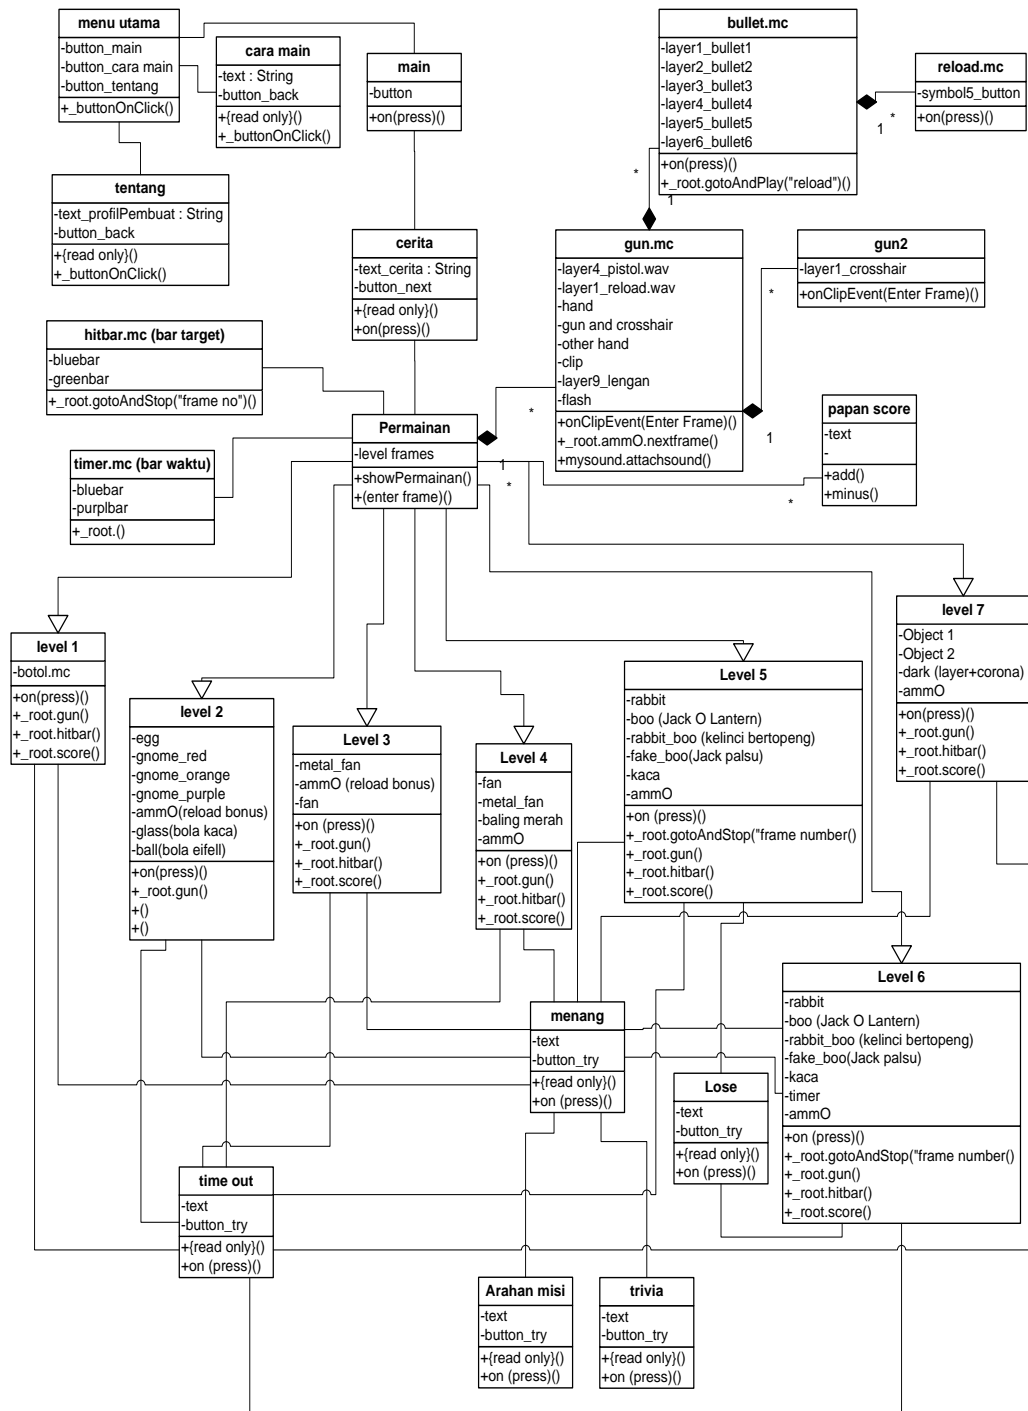 menu utama
-button_main
-button_cara main
-button_tentang
+_buttonOnClick()
cara main
-text : String
-button_back
+{read only}()
+_buttonOnClick()
main
-button
+on(press)()
bullet.mc
-layer1_bullet1
-layer2_bullet2
-layer3_bullet3
-layer4_bullet4
-layer5_bullet5
-layer6_bullet6
+on(press)()
+_root.gotoAndPlay("reload")()
reload.mc
-symbol5_button
+on(press)()
1
*
*
1
tentang
-text_profilPembuat : String
-button_back
+{read only}()
+_buttonOnClick()
cerita
-text_cerita : String
-button_next
+{read only}()
+on(press)()
gun.mc
-layer4_pistol.wav
-layer1_reload.wav
-hand
-gun and crosshair
-other hand
-clip
-layer9_lengan
-flash
+onClipEvent(Enter Frame)()
+_root.ammO.nextframe()
+mysound.attachsound()
gun2
-layer1_crosshair
+onClipEvent(Enter Frame)()
*
1
hitbar.mc (bar target)
-bluebar
-greenbar
+_root.gotoAndStop("frame no")()
Permainan
-level frames
+showPermainan()
+(enter frame)()
*
1
*
papan score
-text
-
+add()
+minus()
*
timer.mc (bar waktu)
-bluebar
-purplbar
+_root.()
level 1
-botol.mc
+on(press)()
+_root.gun()
+_root.hitbar()
+_root.score()
level 2
-egg
-gnome_red
-gnome_orange
-gnome_purple
-ammO(reload bonus)
-glass(bola kaca)
-ball(bola eifell)
+on(press)()
+_root.gun()
+()
+()
Level 3
-metal_fan
-ammO (reload bonus)
-fan
+on (press)()
+_root.gun()
+_root.hitbar()
+_root.score()
Level 4
-fan
-metal_fan
-baling merah
-ammO
+on (press)()
+_root.gun()
+_root.hitbar()
+_root.score()
Level 5
-rabbit
-boo (Jack O Lantern)
-rabbit_boo (kelinci bertopeng)
-fake_boo(Jack palsu)
-kaca
-ammO
+on (press)()
+_root.gotoAndStop("frame number()
+_root.gun()
+_root.hitbar()
+_root.score()
level 7
-Object 1
-Object 2
-dark (layer+corona)
-ammO
+on(press)()
+_root.gun()
+_root.hitbar()
+_root.score()
Level 6
-rabbit
-boo (Jack O Lantern)
-rabbit_boo (kelinci bertopeng)
-fake_boo(Jack palsu)
-kaca
-timer
-ammO
+on (press)()
+_root.gotoAndStop("frame number()
+_root.gun()
+_root.hitbar()
+_root.score()
menang
-text
-button_try
+{read only}()
+on (press)()
Lose
-text
-button_try
+{read only}()
+on (press)()
time out
-text
-button_try
+{read only}()
+on (press)()
Arahan misi
-text
-button_try
+{read only}()
+on (press)()
trivia
-text
-button_try
+{read only}()
+on (press)()